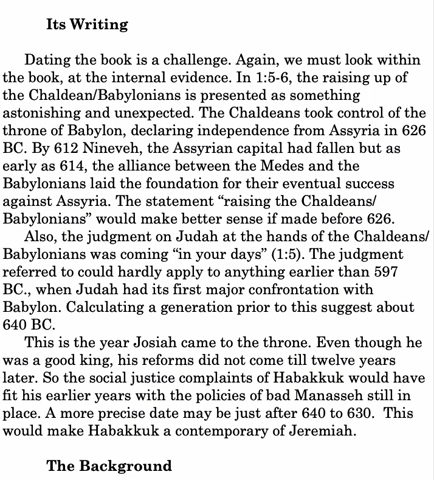 Its Writing
Dating the book is a challenge. Again, we must look within
the book, at the internal evidence. In 1:5-6, the raising up of
the Chaldean/Babylonians is presented as something
astonishing and unexpected. The Chaldeans took control of the
throne of Babylon, declaring independence from Assyria in 626
BC. By 612 Nineveh, the Assyrian capital had fallen but as
early as 614, the alliance between the Medes and the
Babylonians laid the foundation for their eventual success
against Assyria. The statement “raising the Chaldeans/
Babylonians” would make better sense if made before 626.
Also, the judgment on Judah at the hands of the Chaldeans/
Babylonians was coming “in your days” (1:5). The judgment
referred to could hardly apply to anything earlier than 597
BC., when Judah had its first major confrontation with
Babylon. Calculating a generation prior to this suggest about
640 BC.
This is the year Josiah came to the throne. Even though he
was a good king, his reforms did not come till twelve years
later. So the social justice complaints of Habakkuk would have
fit his earlier years with the policies of bad Manasseh still in
place. A more precise date may be just after 640 to 630.  This
would make Habakkuk a contemporary of Jeremiah.
The Background